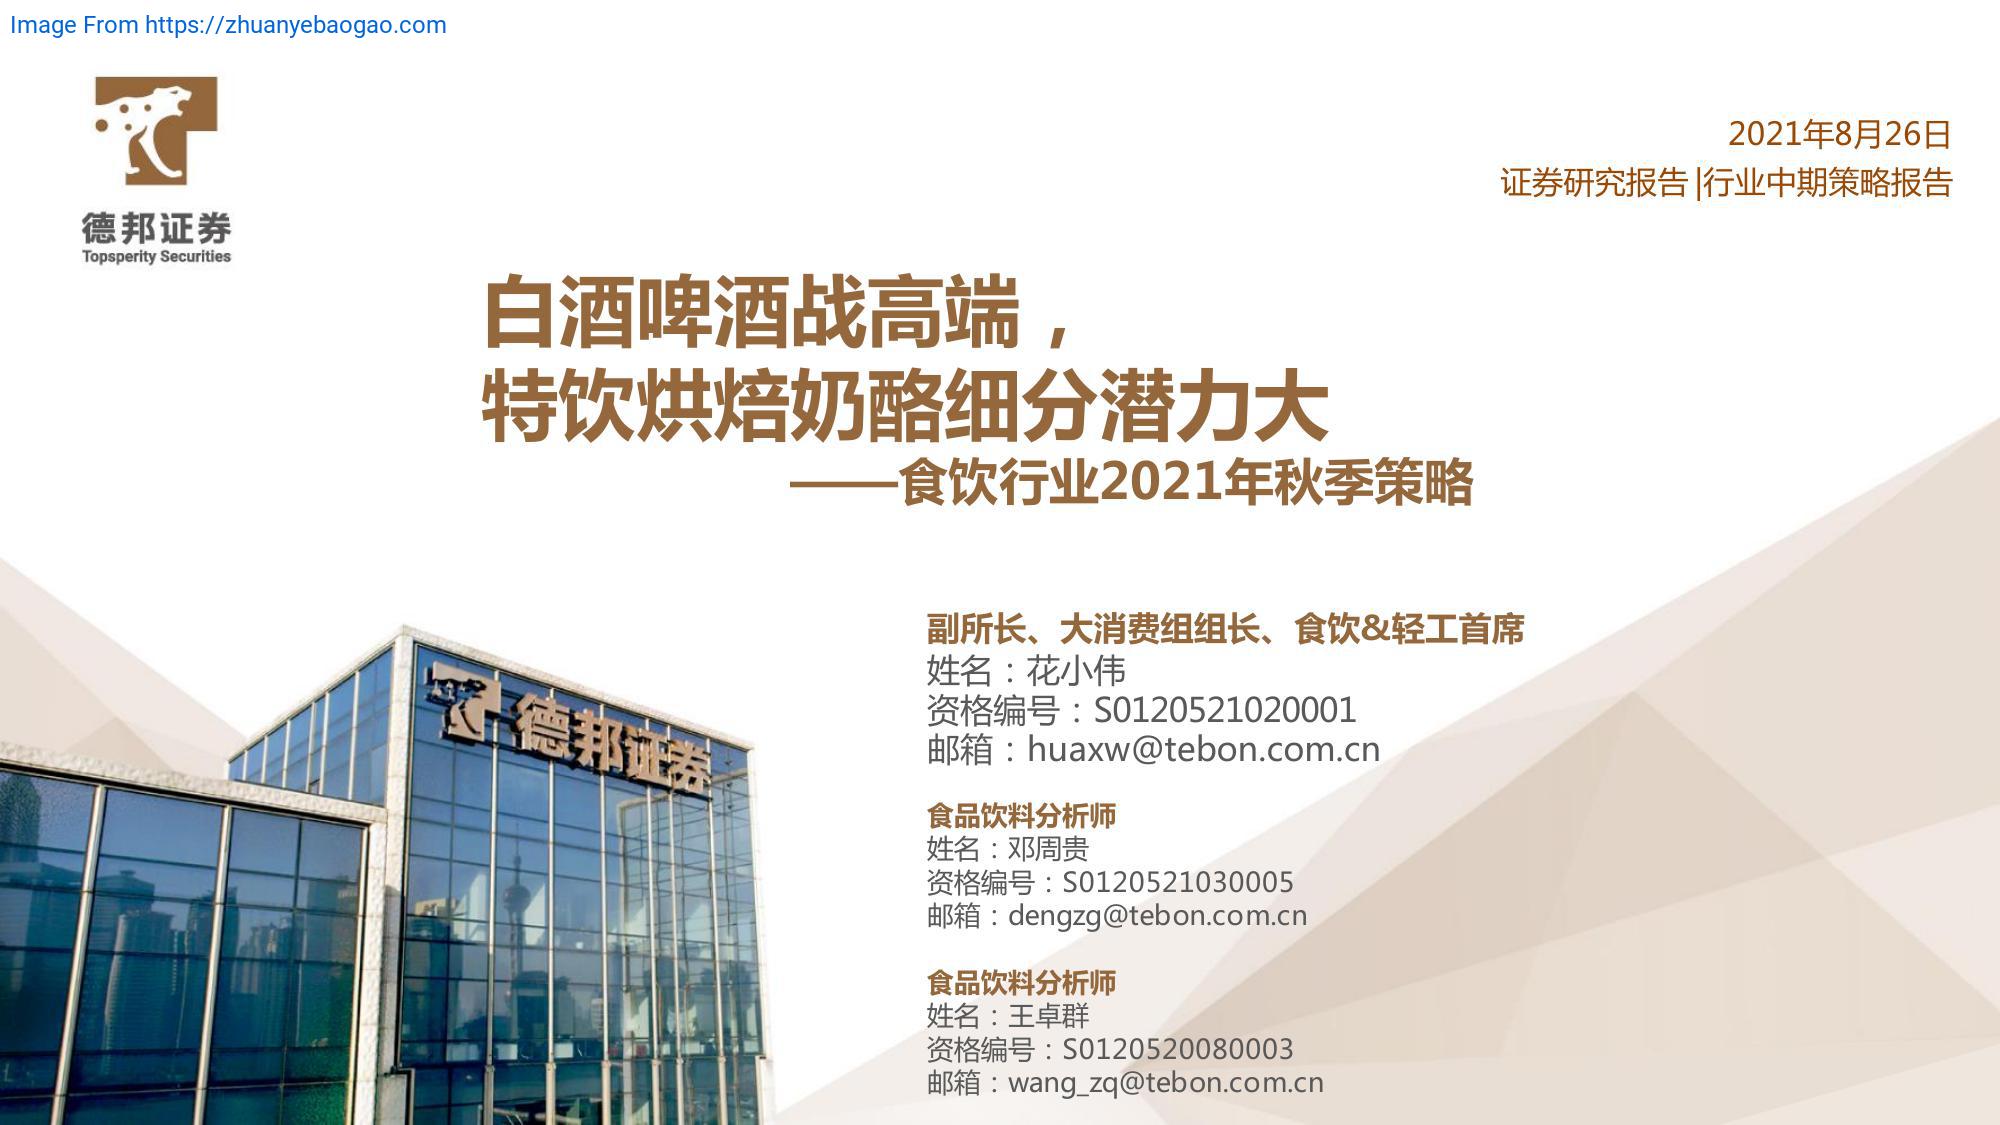 Image From https://zhuanyebaogao.com
德邦证券
Topsperity Securities
2021年8月26日
证券研究报告|行业中期策略报告
白酒啤酒战高端，
特饮烘焙奶酪细分潜力大
——食饮行业2021年秋季策略
德邦证券
副所长、大消费组组长、食饮&轻工首席
姓名：花小伟
资格编号：S0120521020001
邮箱：huaxw@tebon.com.cn
食品饮料分析师
姓名：邓周贵
资格编号：S0120521030005
邮箱：dengzg@tebon.com.cn
食品饮料分析师
姓名：王卓群
资格编号：S0120520080003
邮箱：wang_zq@tebon.com.cn